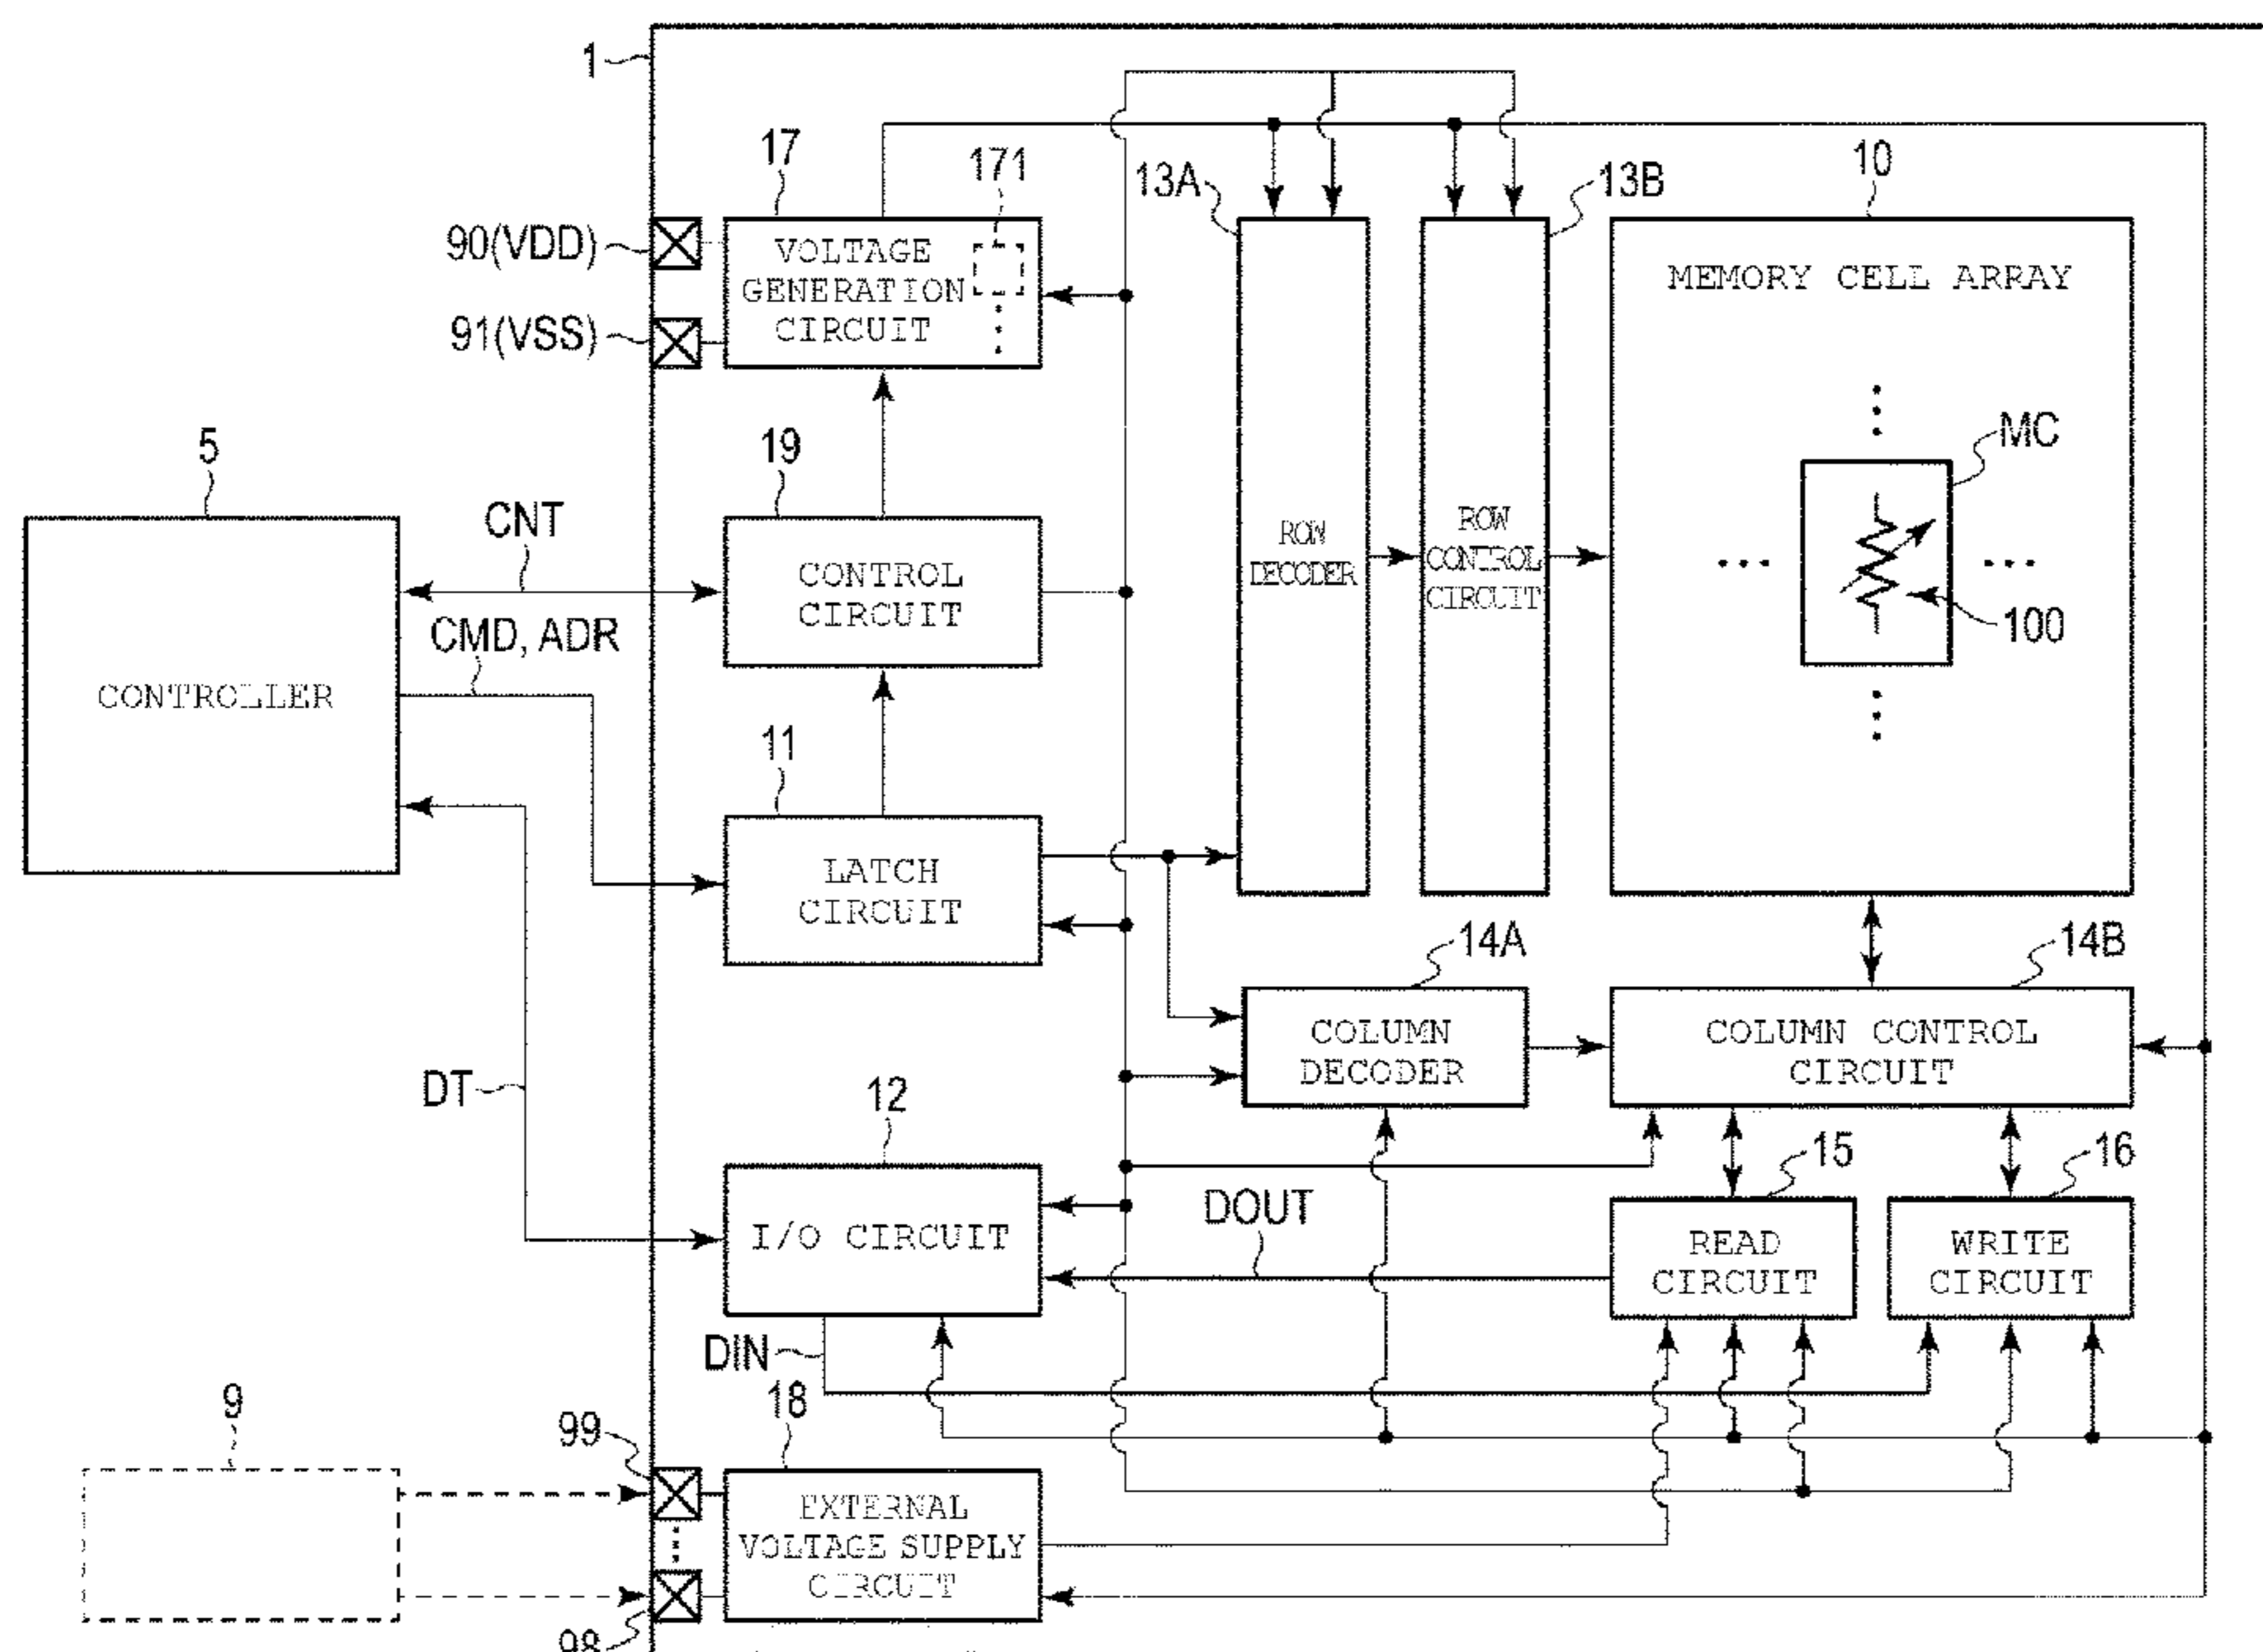 1
17
171
13A
13B
10
90(VDD)
VOLTAGE
GENERATION
CIRCUIT
MEMORY CELL ARRAY
91(VSS)
MC
5
19
CNT
ROW
DECODER
ROW
CONTROL
CIRCUIT
CONTROL
CIRCUIT
100
CMD, ADR
CONTROLLER
11
LATCH
CIRCUIT
14A
14B
COLUMN
DECODER
COLUMN CONTROL
CIRCUIT
DT
12
15
16
I/O CIRCUIT
DOUT
READ
CIRCUIT
WRITE
CIRCUIT
DIN
9
99
18
EXTERNAL
VOLTAGE SUPPLY
CIRCUIT
98